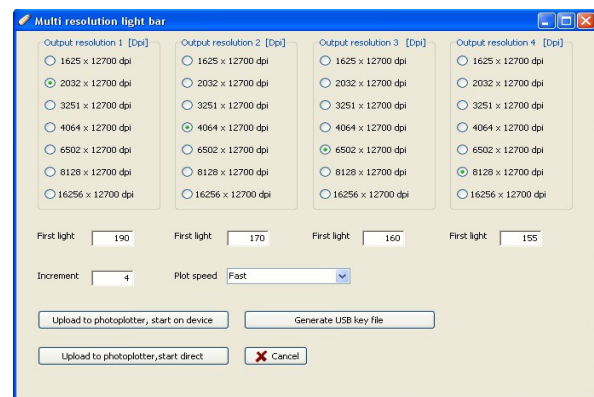 Multi resolution light bar
Output resolution 1 [Dpi] Output resolution 2 [Dpi] Output resolution 3 [Dpi] Output resolution 4 [Dpi]
1625 x 12700 dpi 1625 x 12700 dpi 1625 x 12700 dpi 1625 x 12700 dpi
2032 x 12700 dpi 2032 x 12700 dpi 2032 x 12700 dpi 2032 x 12700 dpi
3251 x 12700 dpi 3251 x 12700 dpi 3251 x 12700 dpi 3251 x 12700 dpi
4064 x 12700 dpi 4064 x 12700 dpi 4064 x 12700 dpi 4064 x 12700 dpi
6502 x 12700 dpi 6502 x 12700 dpi 6502 x 12700 dpi 6502 x 12700 dpi
8128 x 12700 dpi 8128 x 12700 dpi 8128 x 12700 dpi 8128 x 12700 dpi
16256 x 12700 dpi 16256 x 12700 dpi 16256 x 12700 dpi 16256 x 12700 dpi
First light 190 First light 170 First light 160 First light 155
Increment 4 Plot speed Fast
Upload to photoplotter, start on device Generate USB key file
Upload to photoplotter,start direct Cancel